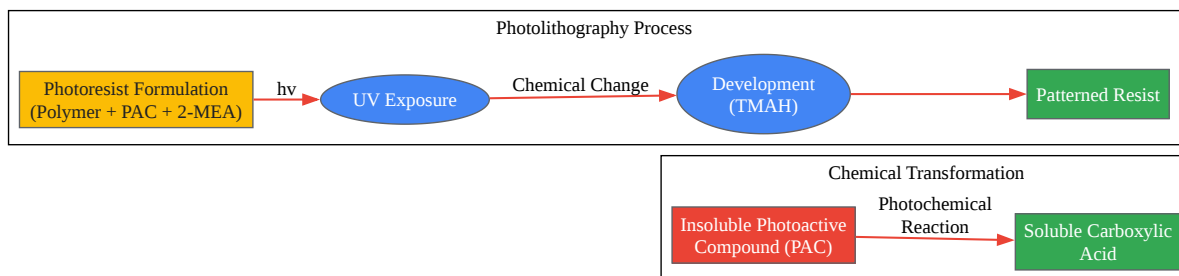 Photolithography Process
Photoresist Formulation
(Polymer + PAC + 2-MEA)
hv
UV Exposure
Chemical Change
Development
(TMAH)
Patterned Resist
Chemical Transformation
Insoluble Photoactive
Compound (PAC)
Photochemical
Reaction
Soluble Carboxylic
Acid